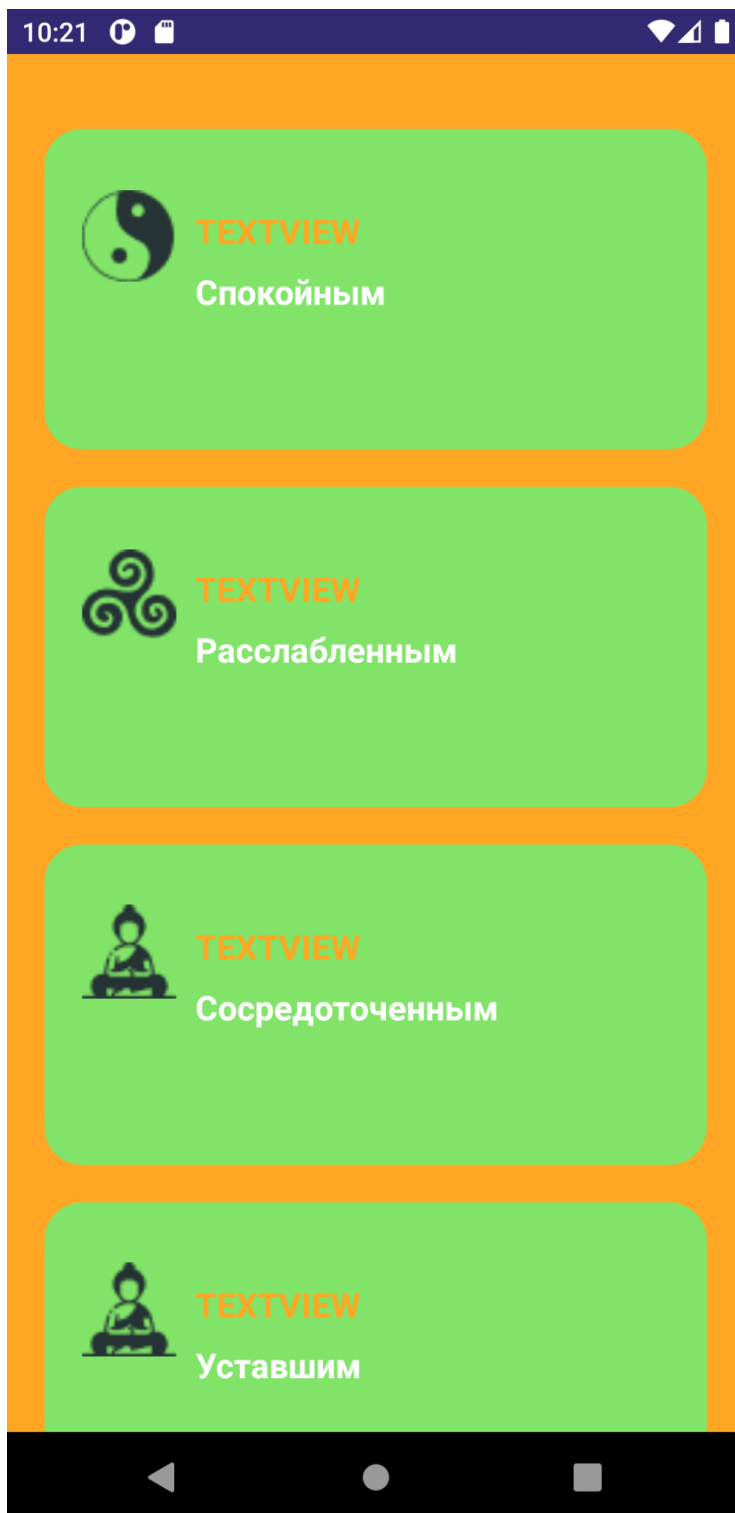 10:21
TEXTVIEW
Спокойным
TEXTVIEW
Расслабленным
TEXTVIEW
Сосредоточенным
TEXTVIEW
Уставшим